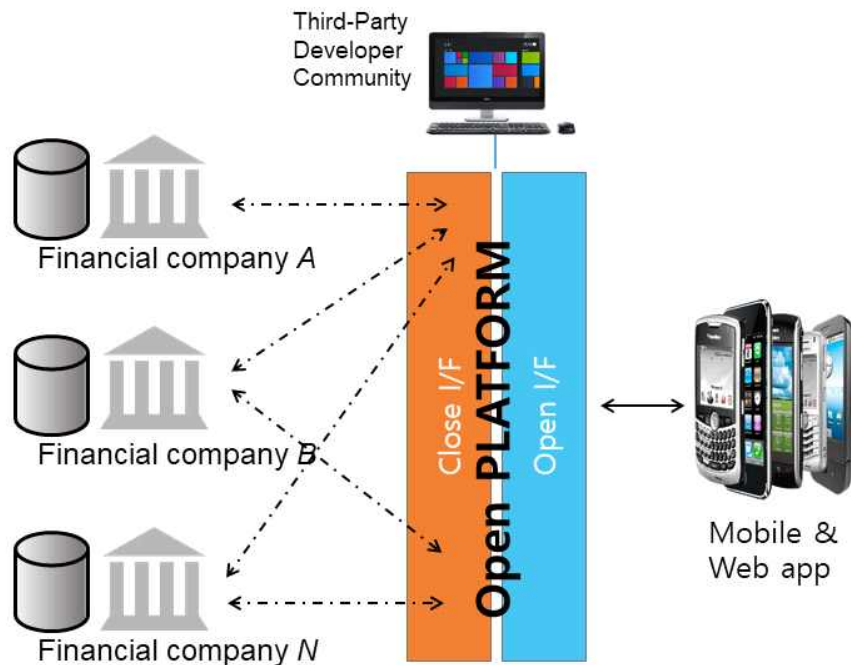 Third-Party
Developer
Community
Financial company A
Financial company B
Financial company N
Close I/F
Open PLATFORM
Open I/F
Mobile &
Web app